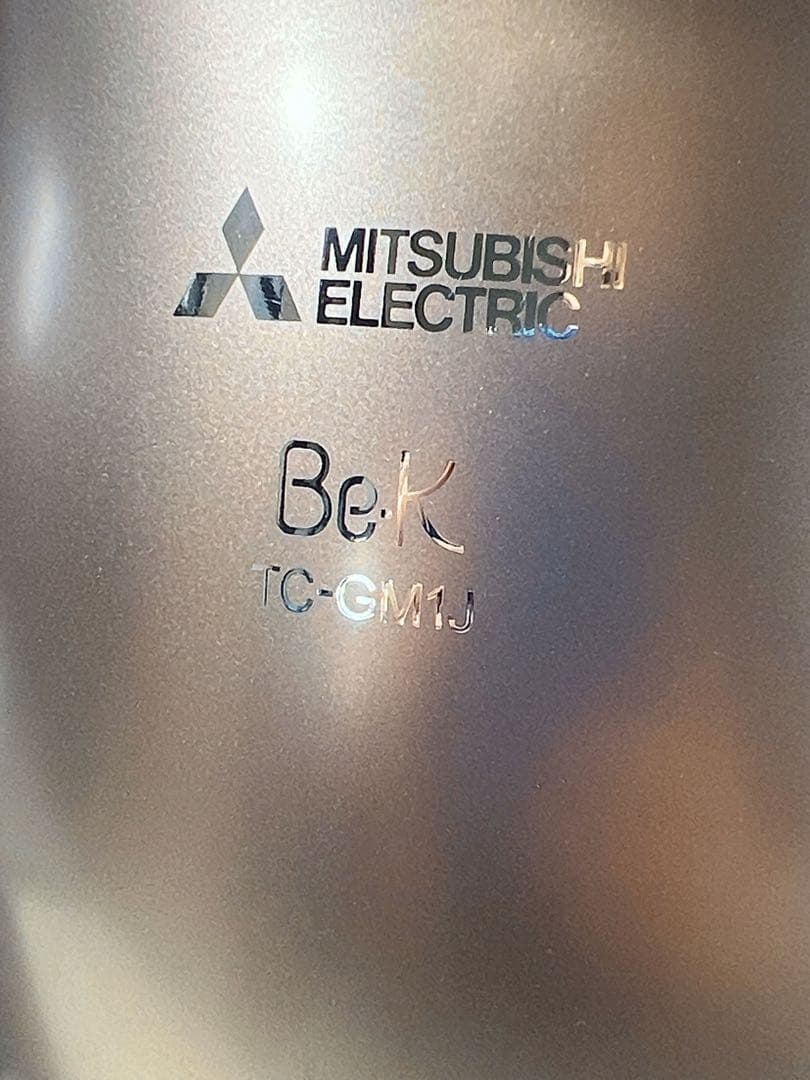 MITSUBISHI
ELECTRIC
Be-K
TC-GM1J